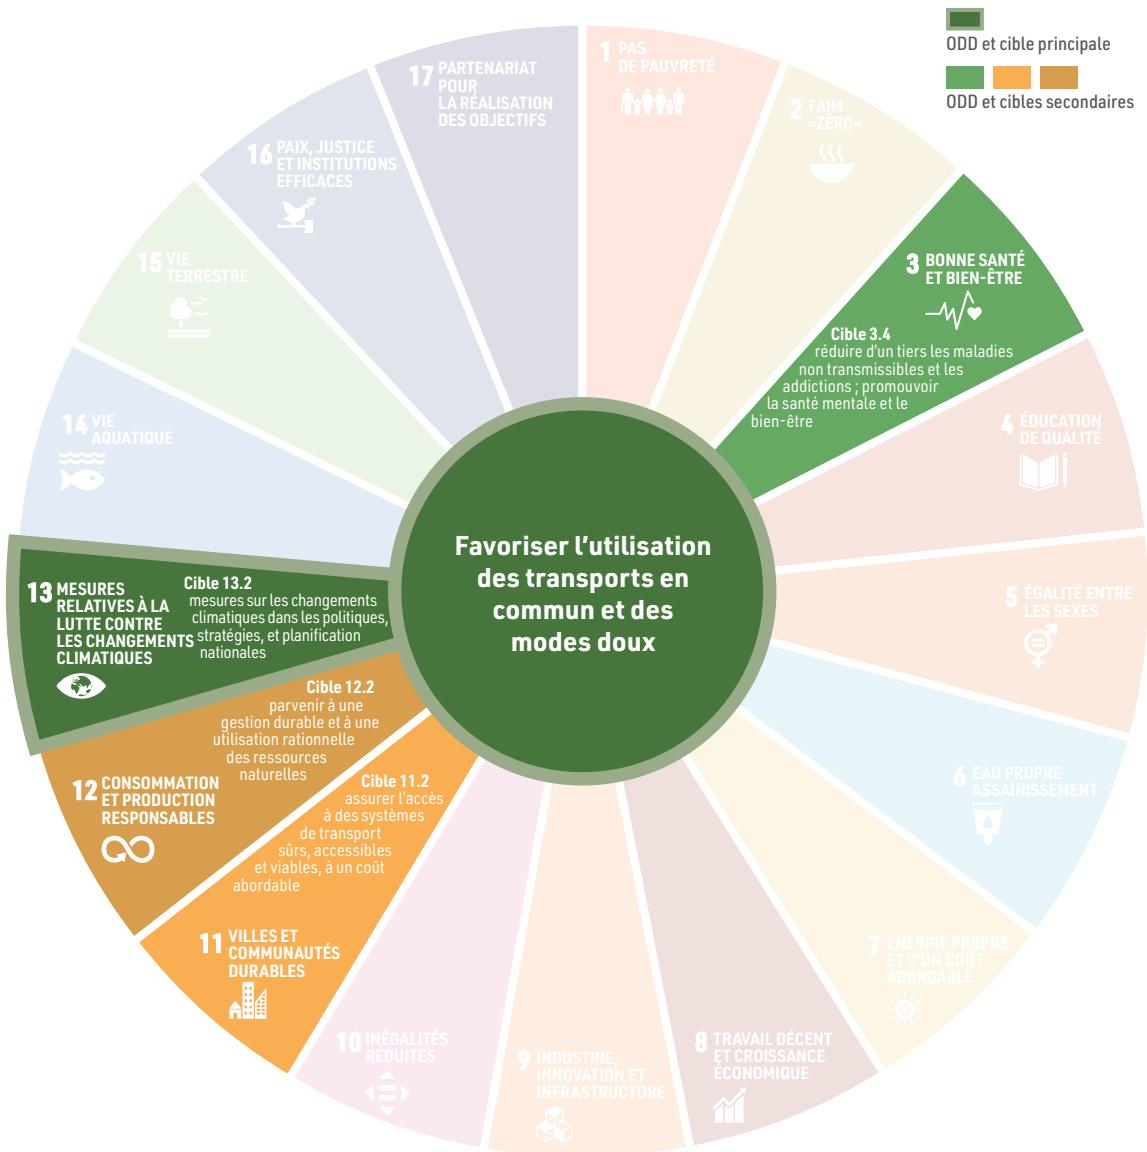 ODD et cible principale
ODD et cibles secondaires
1 PAS
DE PAUVRETÉ
2 FAIM
«ZÉRO»
3 BONNE SANTÉ
ET BIEN-ÊTRE
Cible 3.4
réduire d'un tiers les maladies
non transmissibles et les
addictions ; promouvoir
la santé mentale et le
bien-être
4 ÉDUCATION
DE QUALITÉ
5 ÉGALITÉ ENTRE
LES SEXES
6 EAU PROPRE
ASSAINISSEMENT
7 ÉNERGIE PROPRE
ET D'UN COÛT
ABORDABLE
8 TRAVAIL DÉCENT
ET CROISSANCE
ÉCONOMIQUE
9 INDUSTRIE,
INNOVATION ET
INFRASTRUCTURE
10 INÉGALITÉS
RÉDUITES
11 VILLES ET
COMMUNAUTÉS
DURABLES
Cible 11.2
assurer l'accès
à des systèmes
de transport
sûrs, accessibles
et viables, à un coût
abordable
12 CONSOMMATION
ET PRODUCTION
RESPONSABLES
Cible 12.2
parvenir à une
gestion durable et à une
utilisation rationnelle
des ressources
naturelles
13 MESURES
RELATIVES À LA
LUTTE CONTRE
LES CHANGEMENTS
CLIMATIQUES
Cible 13.2
mesures sur les changements
climatiques dans les politiques,
stratégies, et planification
nationales
14 VIE
AQUATIQUE
15 VIE
TERRESTRE
16 PAIX, JUSTICE
ET INSTITUTIONS
EFFICACES
17 PARTENARIAT
POUR
LA RÉALISATION
DES OBJECTIFS
Favoriser l'utilisation
des transports en
commun et des
modes doux